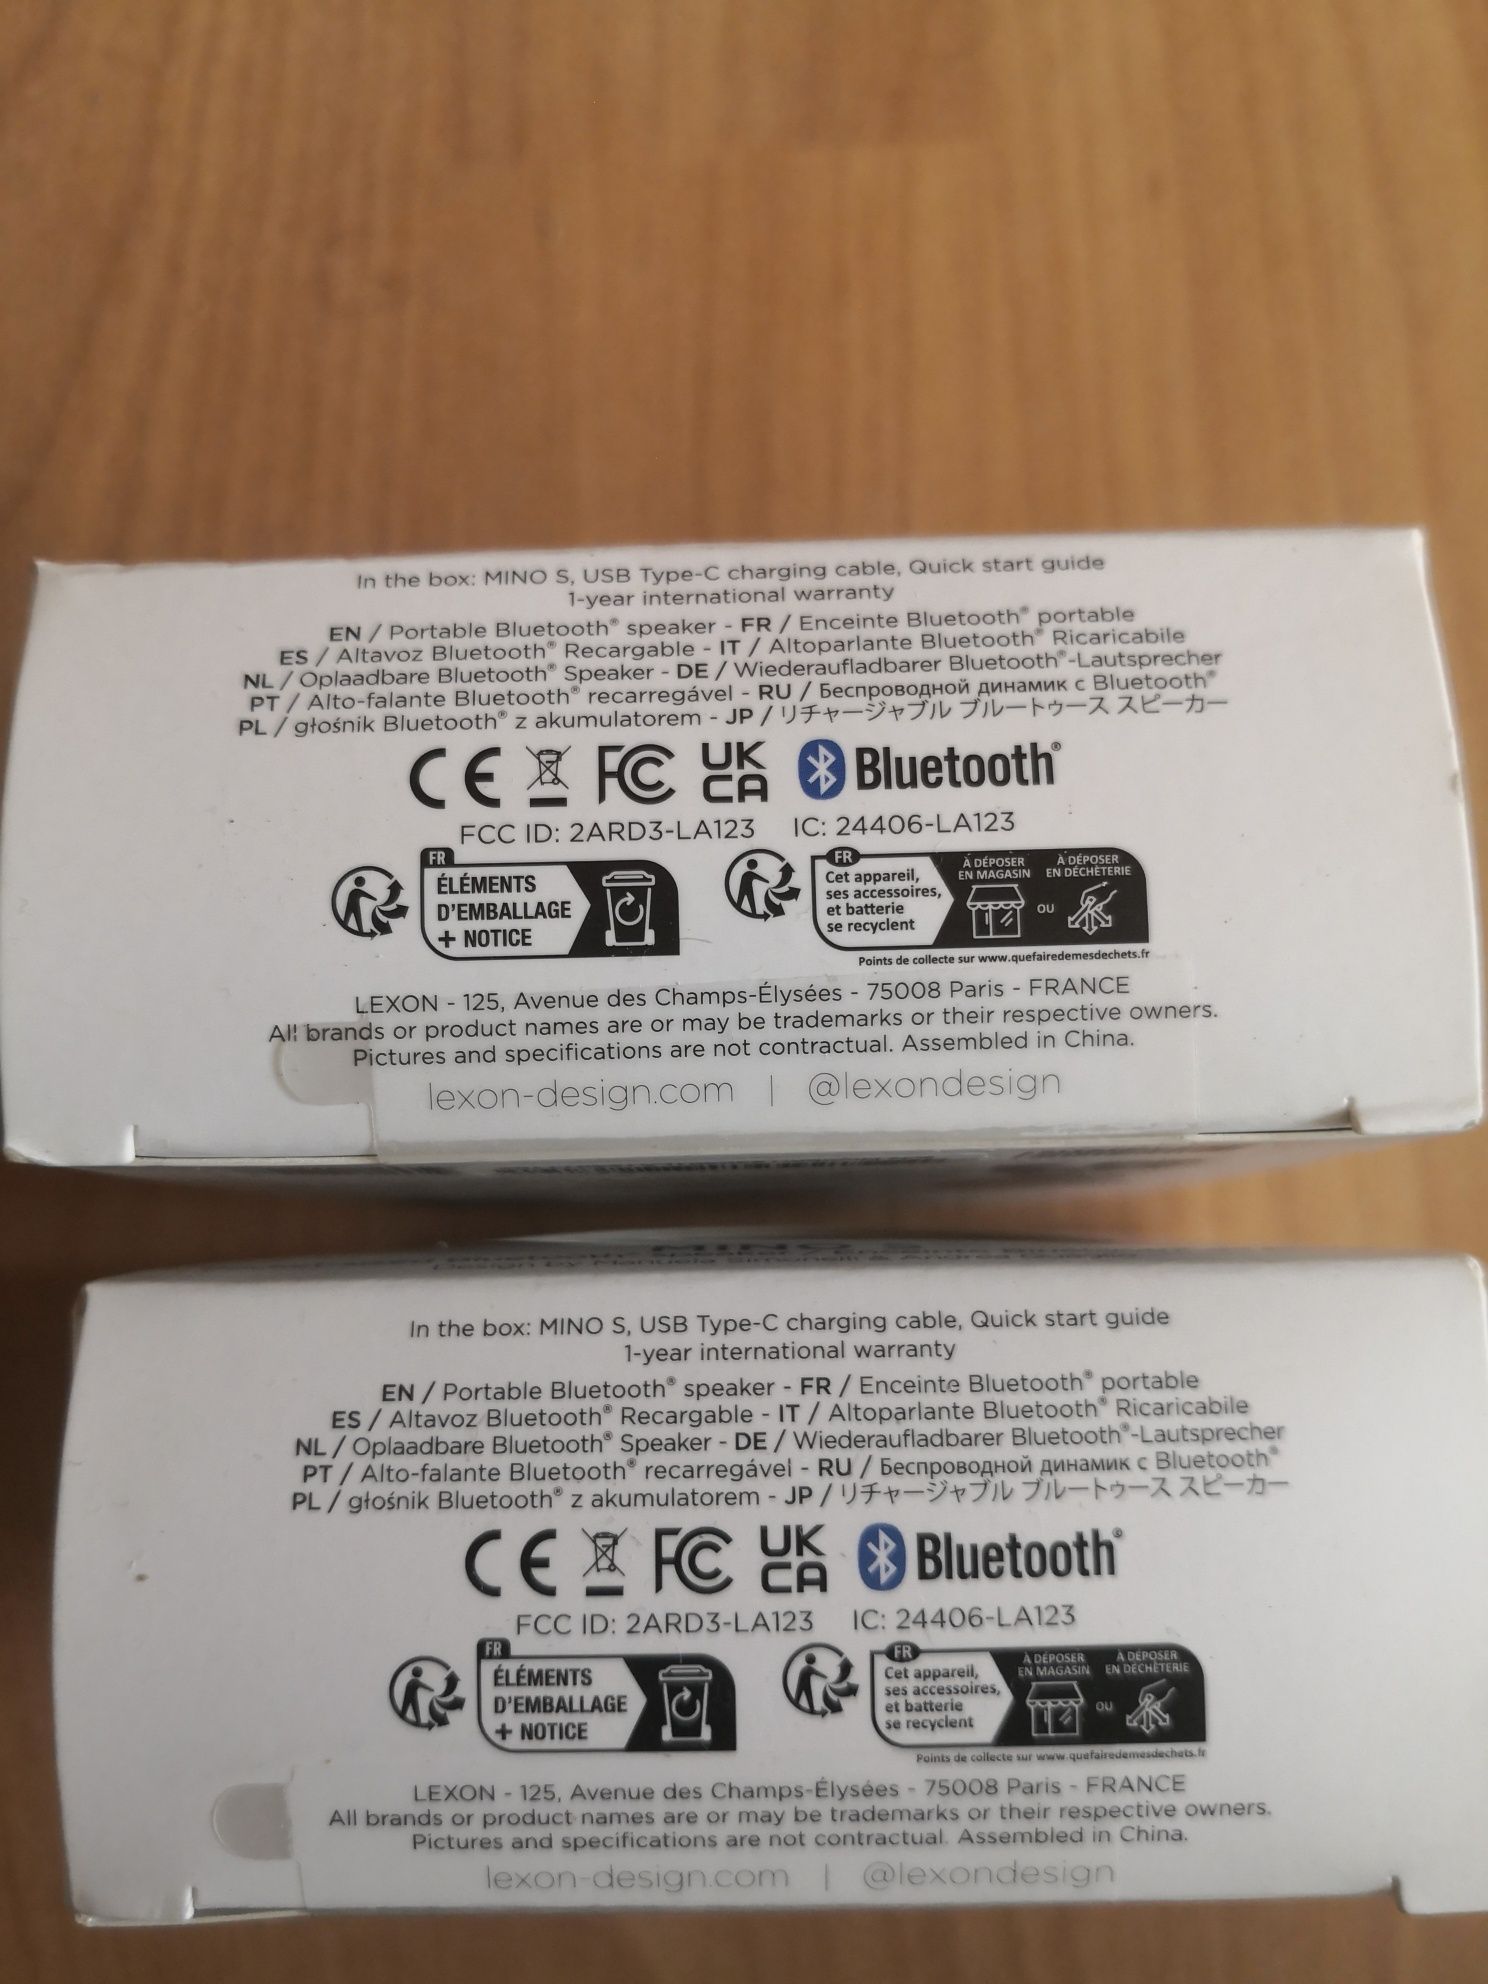 In the box: MINO S, USB Type-C charging cable, Quick start guide
1-year international warranty
EN / Portable Bluetooth® speaker - FR / Enceinte Bluetooth® portable
ES / Altavoz Bluetooth® Recargable - IT / Altoparlante Bluetooth® Ricaricabile
NL / Oplaadbare Bluetooth® Speaker - DE / Wiederaufladbarer Bluetooth®-Lautsprecher
PT / Alto-falante Bluetooth® recarregável - RU / Беспроводной динамик с Bluetooth®
PL / głośnik Bluetooth® z akumulatorem - JP / リチャージャブル ブルートゥース スピーカー
CE FC UK CA Bluetooth®
FCC ID: 2ARD3-LA123 IC: 24406-LA123
FR
ÉLÉMENTS
D'EMBALLAGE
+ NOTICE
FR
Cet appareil,
ses accessoires,
et batterie
se recyclent
À DÉPOSER
EN MAGASIN
OU
À DÉPOSER
EN DÉCHÈTERIE
Points de collecte sur www.quefairedemesdechets.fr
LEXON - 125, Avenue des Champs-Élysées - 75008 Paris - FRANCE
All brands or product names are or may be trademarks or their respective owners.
Pictures and specifications are not contractual. Assembled in China.
lexon-design.com | @lexondesign
MINO S
In the box: MINO S, USB Type-C charging cable, Quick start guide
1-year international warranty
EN / Portable Bluetooth® speaker - FR / Enceinte Bluetooth® portable
ES / Altavoz Bluetooth® Recargable - IT / Altoparlante Bluetooth® Ricaricabile
NL / Oplaadbare Bluetooth® Speaker - DE / Wiederaufladbarer Bluetooth®-Lautsprecher
PT / Alto-falante Bluetooth® recarregável - RU / Беспроводной динамик с Bluetooth®
PL / głośnik Bluetooth® z akumulatorem - JP / リチャージャブル ブルートゥース スピーカー
CE FC UK CA Bluetooth®
FCC ID: 2ARD3-LA123 IC: 24406-LA123
FR
ÉLÉMENTS
D'EMBALLAGE
+ NOTICE
FR
Cet appareil,
ses accessoires,
et batterie
se recyclent
À DÉPOSER
EN MAGASIN
OU
À DÉPOSER
EN DÉCHÈTERIE
Points de collecte sur www.quefairedemesdechets.fr
LEXON - 125, Avenue des Champs-Élysées - 75008 Paris - FRANCE
All brands or product names are or may be trademarks or their respective owners.
Pictures and specifications are not contractual. Assembled in China.
lexon-design.com | @lexondesign